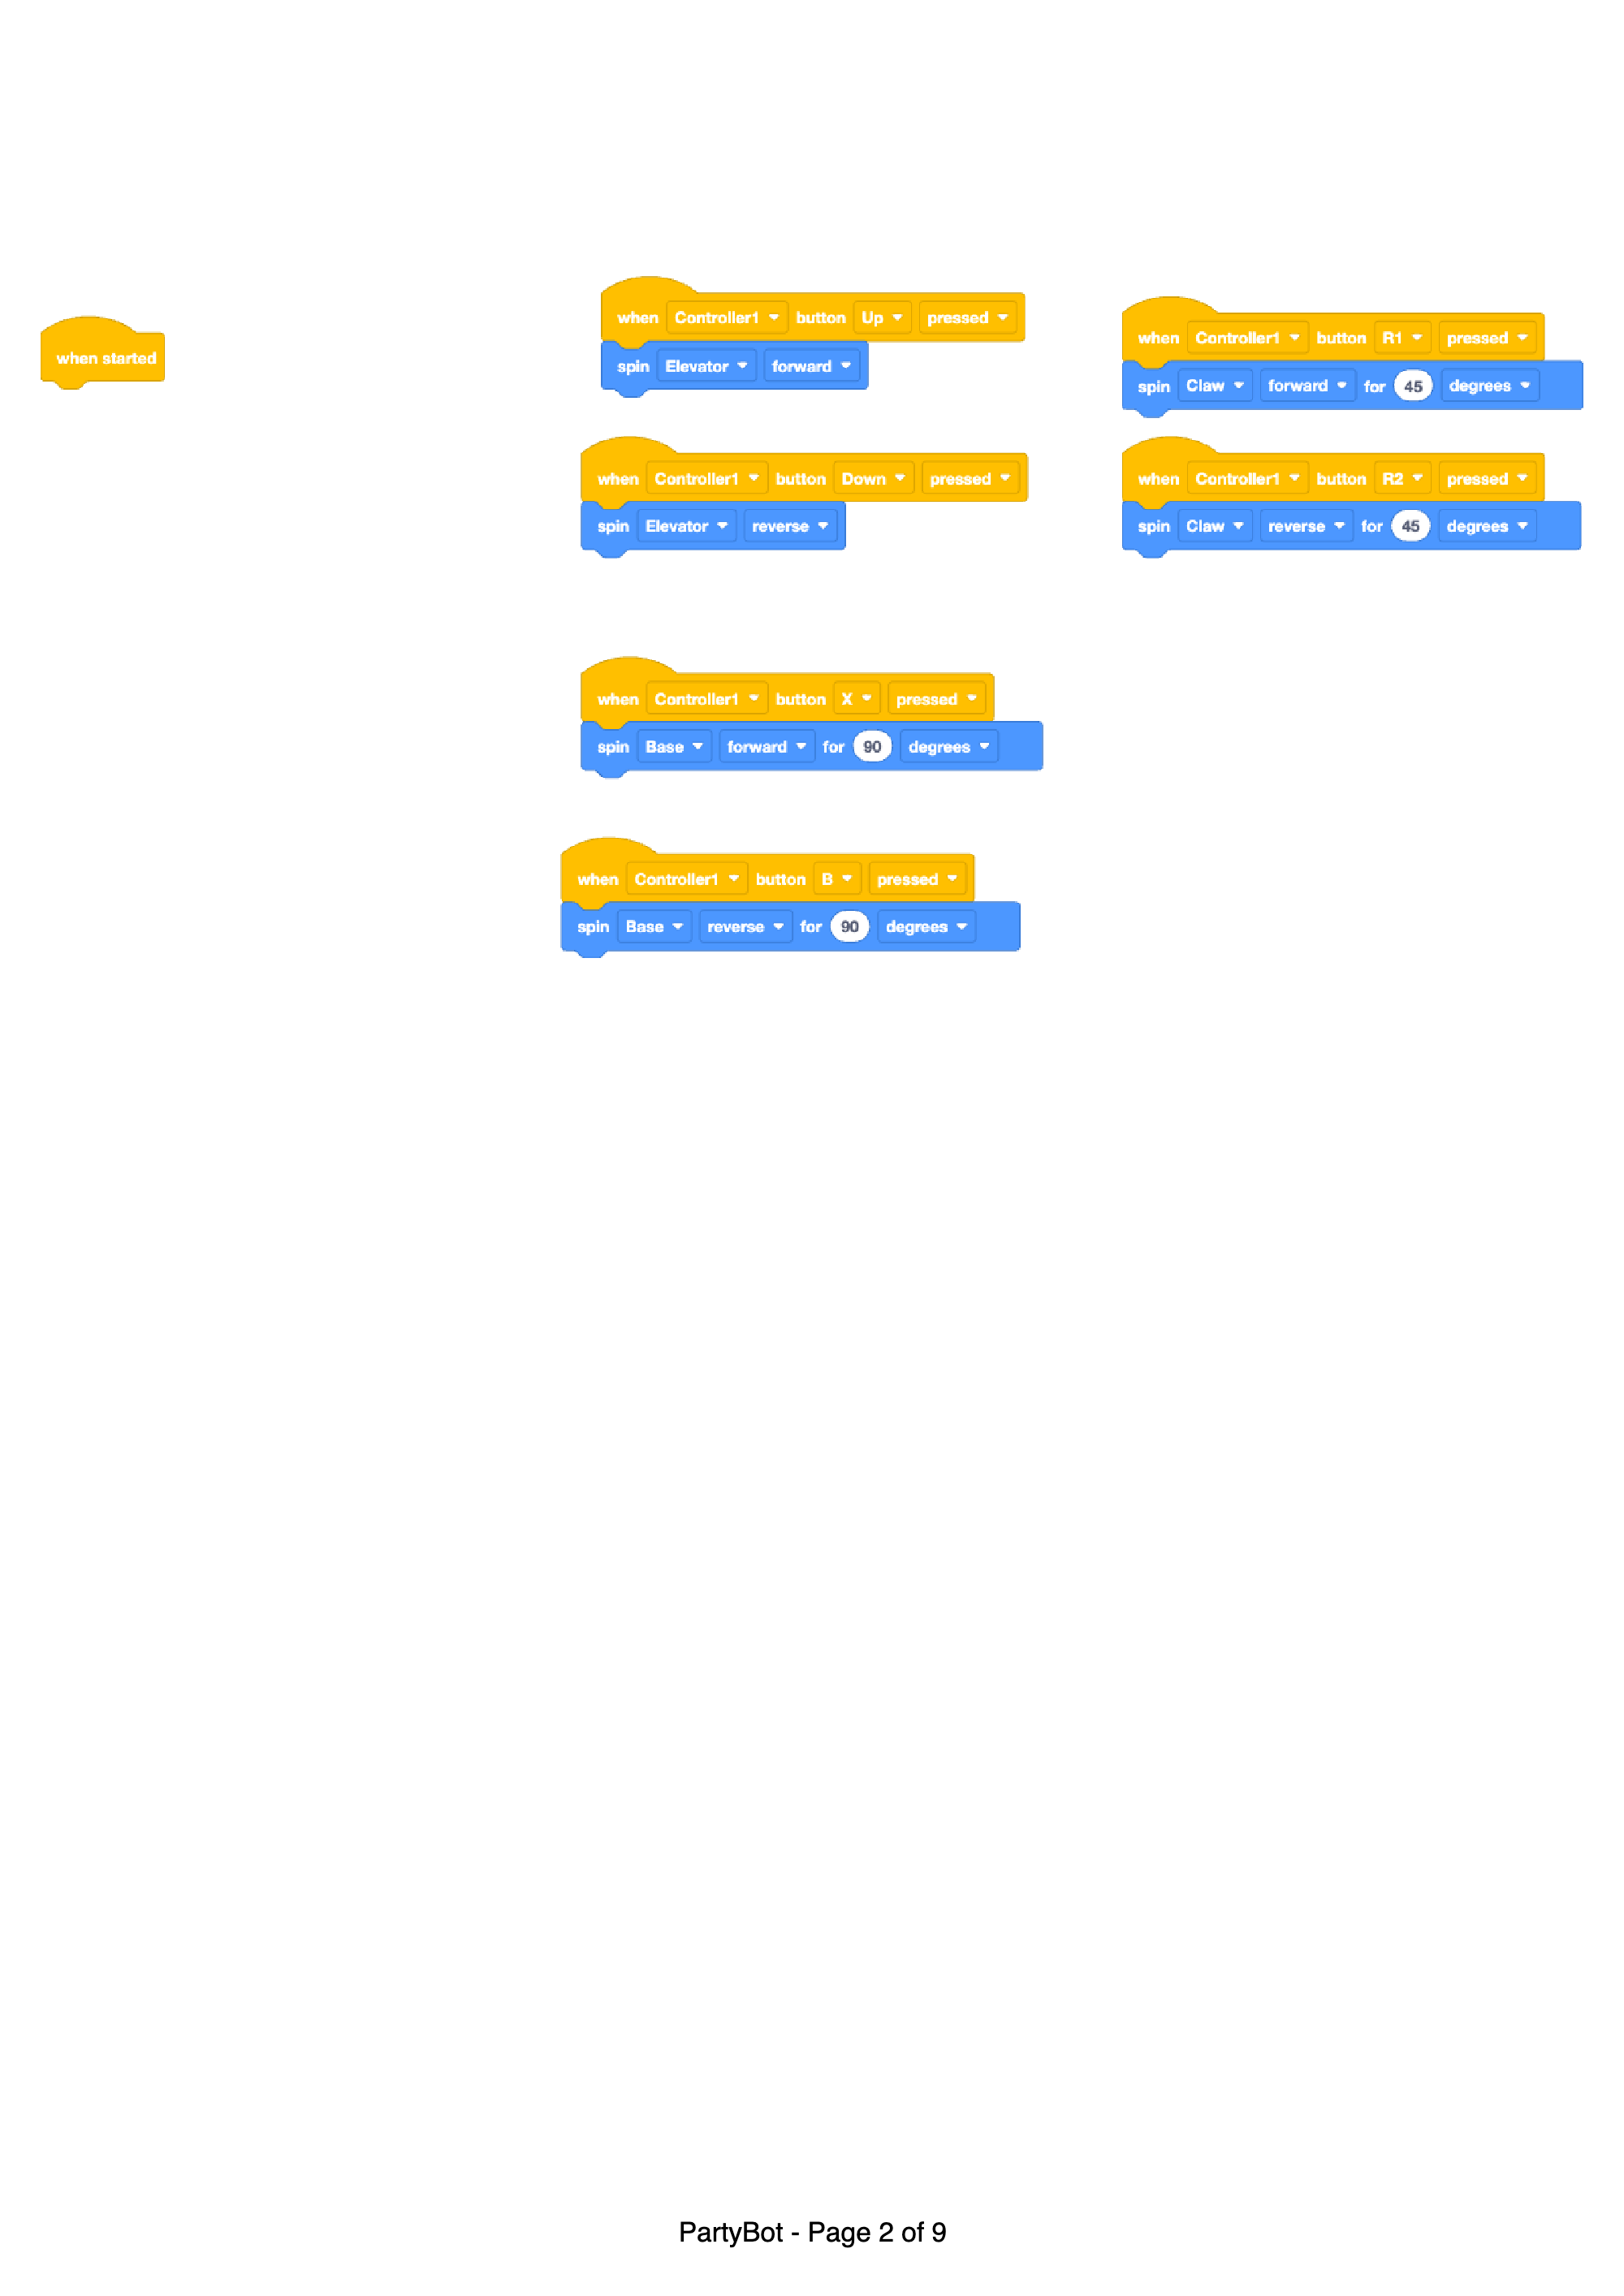 when started
when Controller1 button Up pressed
spin Elevator forward
when Controller1 button Down pressed
spin Elevator reverse
when Controller1 button X pressed
spin Base forward for 90 degrees
when Controller1 button B pressed
spin Base reverse for 90 degrees
when Controller1 button R1 pressed
spin Claw forward for 45 degrees
when Controller1 button R2 pressed
spin Claw reverse for 45 degrees
PartyBot - Page 2 of 9